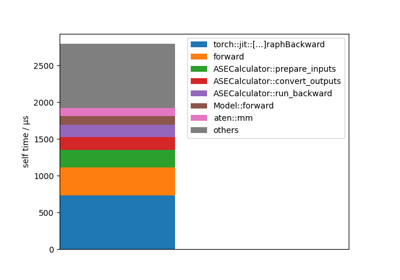 torch::jit::[...]raphBackward
forward
ASECalculator::prepare_inputs
ASECalculator::convert_outputs
ASECalculator::run_backward
Model::forward
aten::mm
others
self time / µs
2500
2000
1500
1000
500
0